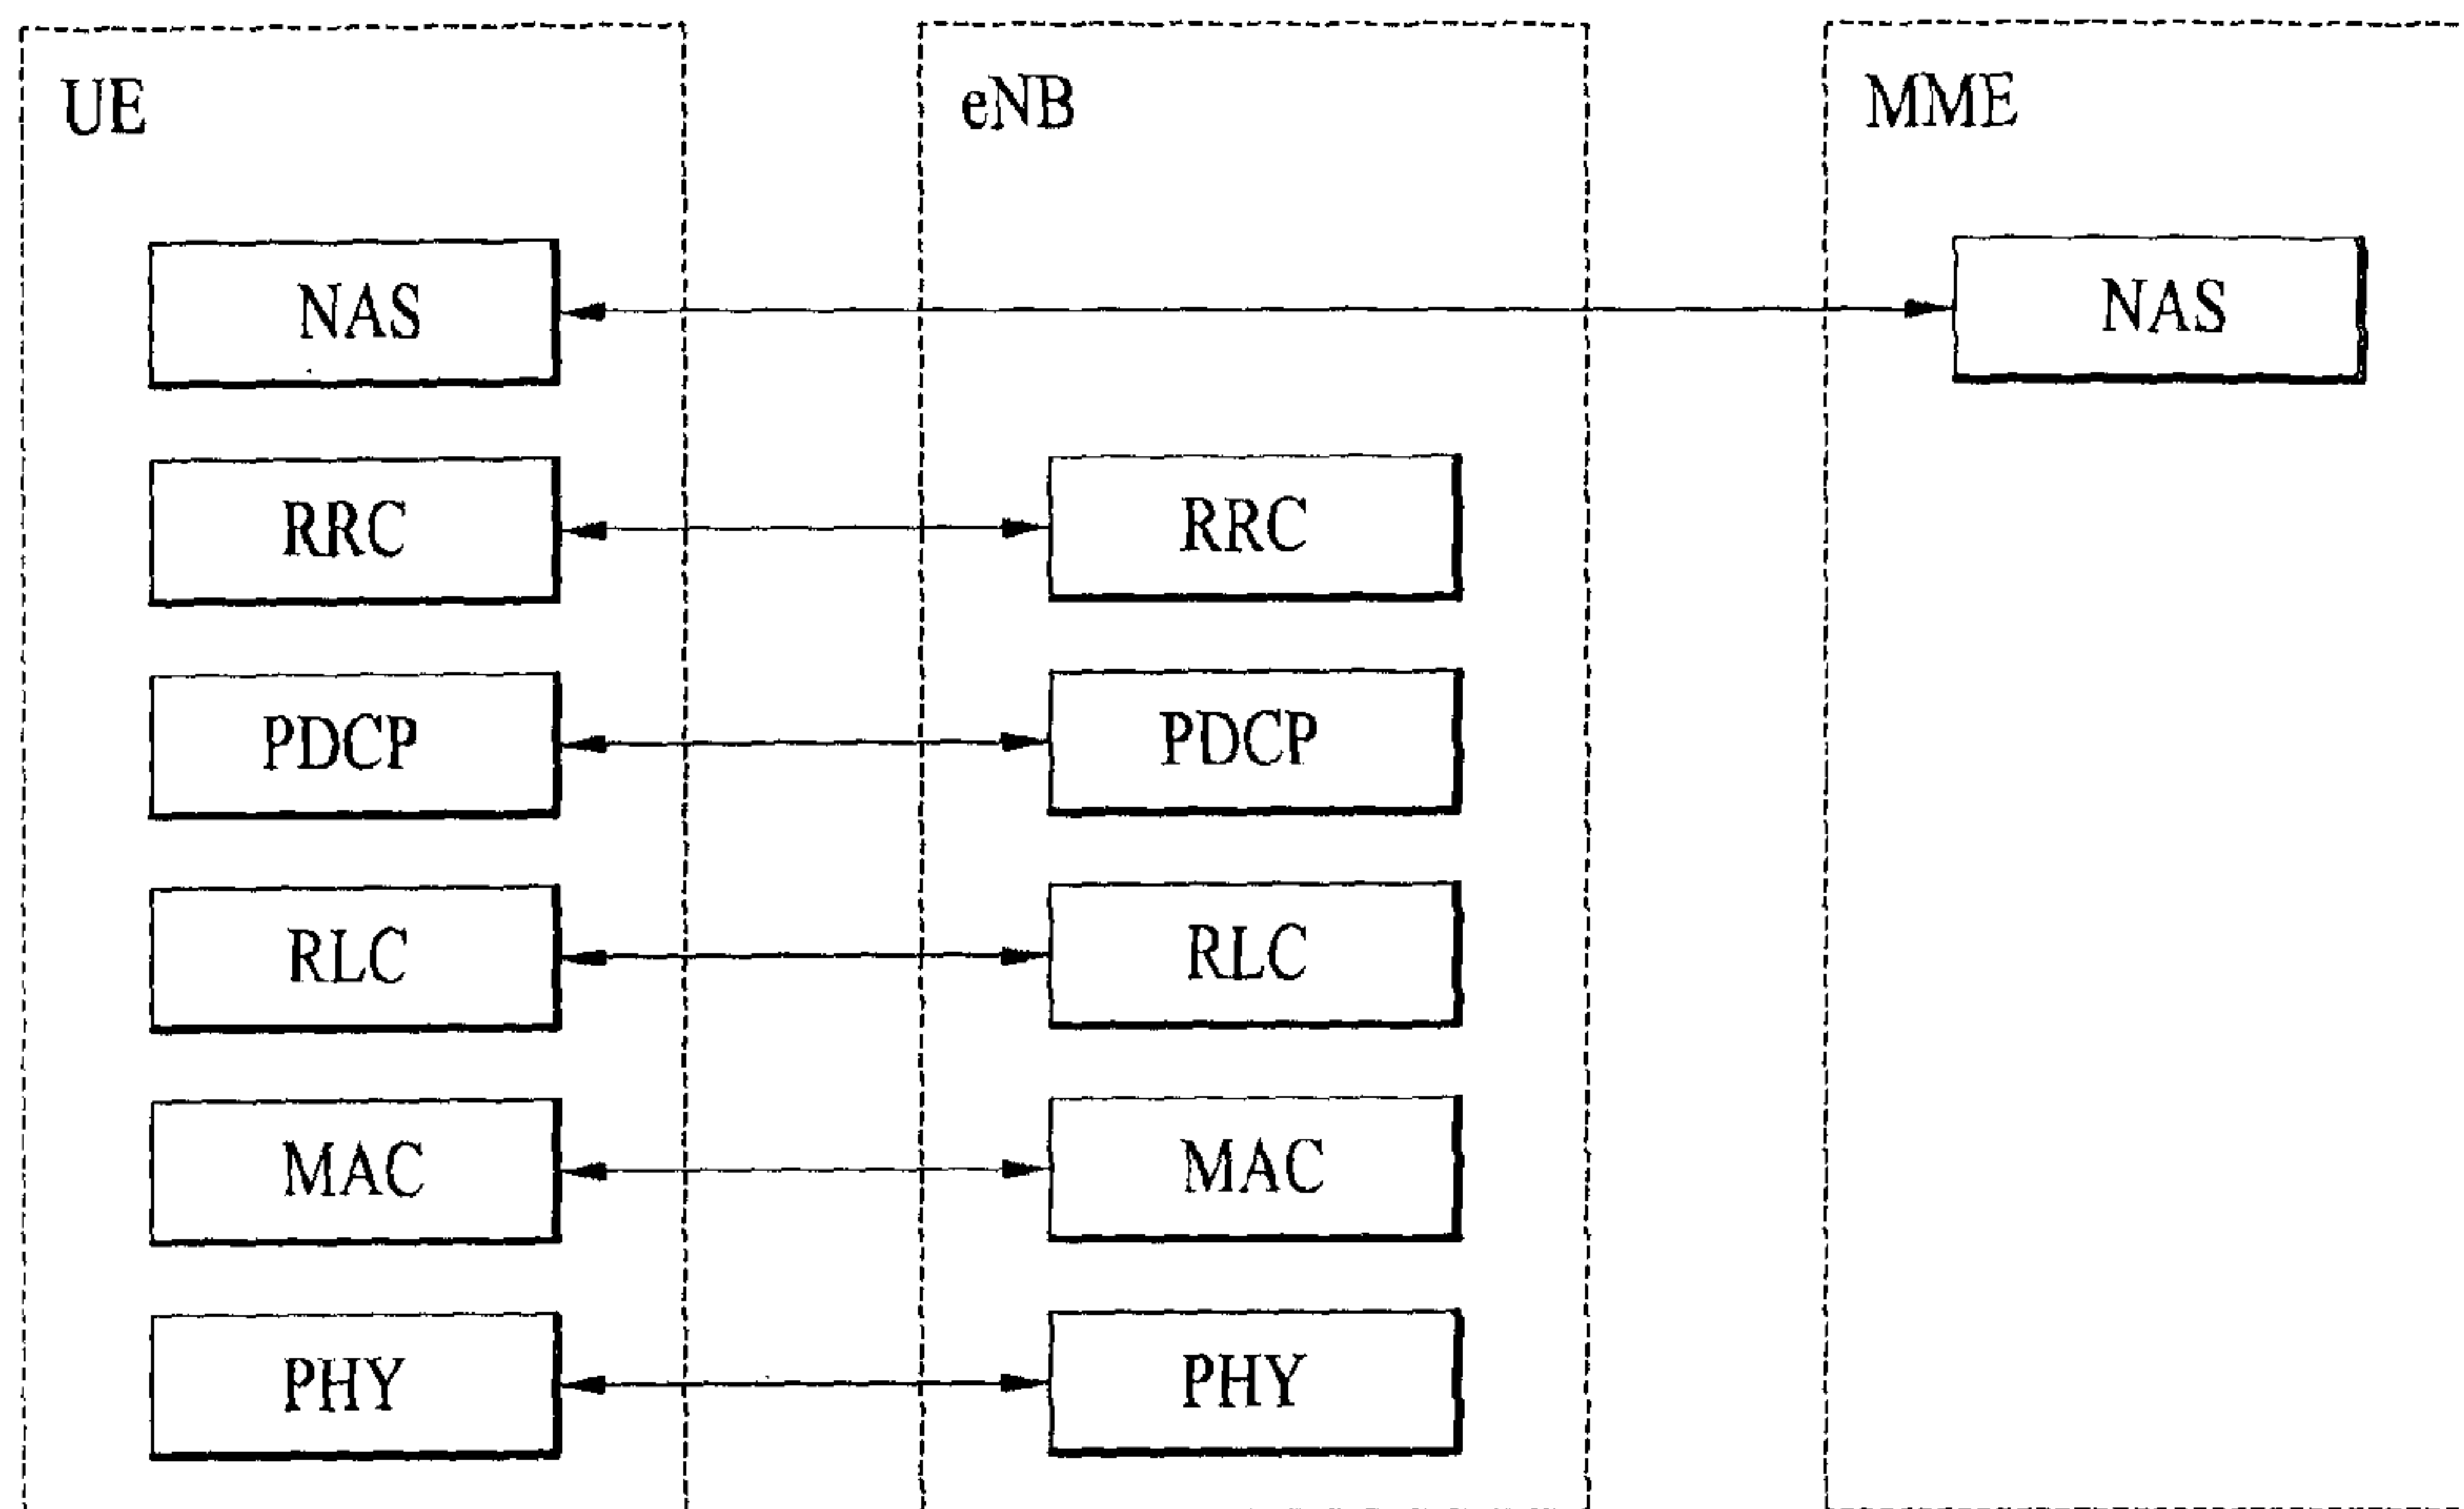 UE eNB MME
NAS NAS
RRC RRC
PDCP PDCP
RLC RLC
MAC MAC
PHY PHY